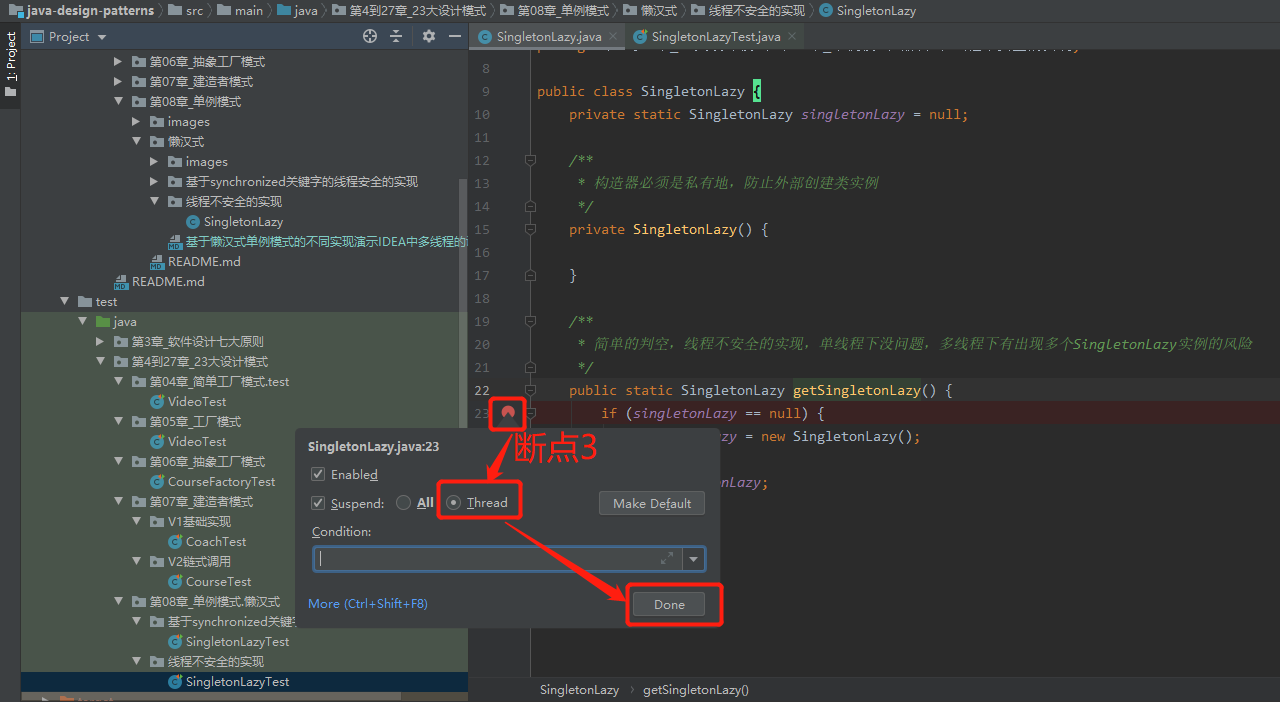 java-design-patterns 〉 src 〉 main 〉 java 〉 第4到27章_23大设计模式 〉 第08章_单例模式 〉 懒汉式 〉 线程不安全的实现 〉 SingletonLazy
1: Project
Project
第06章_抽象工厂模式
第07章_建造者模式
第08章_单例模式
images
懒汉式
images
基于synchronized关键字的线程安全的实现
线程不安全的实现
SingletonLazy
基于懒汉式单例模式的不同实现演示IDEA中多线程的
README.md
README.md
test
java
第3章_软件设计七大原则
第4到27章_23大设计模式
第04章_简单工厂模式.test
VideoTest
第05章_工厂模式
VideoTest
第06章_抽象工厂模式
CourseFactoryTest
第07章_建造者模式
V1基础实现
CoachTest
V2链式调用
CourseTest
第08章_单例模式.懒汉式
基于synchronized关键
SingletonLazyTest
线程不安全的实现
SingletonLazyTest
SingletonLazy.java
SingletonLazyTest.java
8
9 public class SingletonLazy {
10 private static SingletonLazy singletonLazy = null;
11
12 /**
13 * 构造器必须是私有地，防止外部创建类实例
14 */
15 private SingletonLazy() {
16
17 }
18
19 /**
20 * 简单的判空，线程不安全的实现，单线程下没问题，多线程下有出现多个SingletonLazy实例的风险
21 */
22 public static SingletonLazy getSingletonLazy() {
23 if (singletonLazy == null) {
= new SingletonLazy();
断点3
SingletonLazy.java:23
Enabled
Suspend: All Thread
Make Default
Condition:
More (Ctrl+Shift+F8)
Done
SingletonLazy 〉 getSingletonLazy()